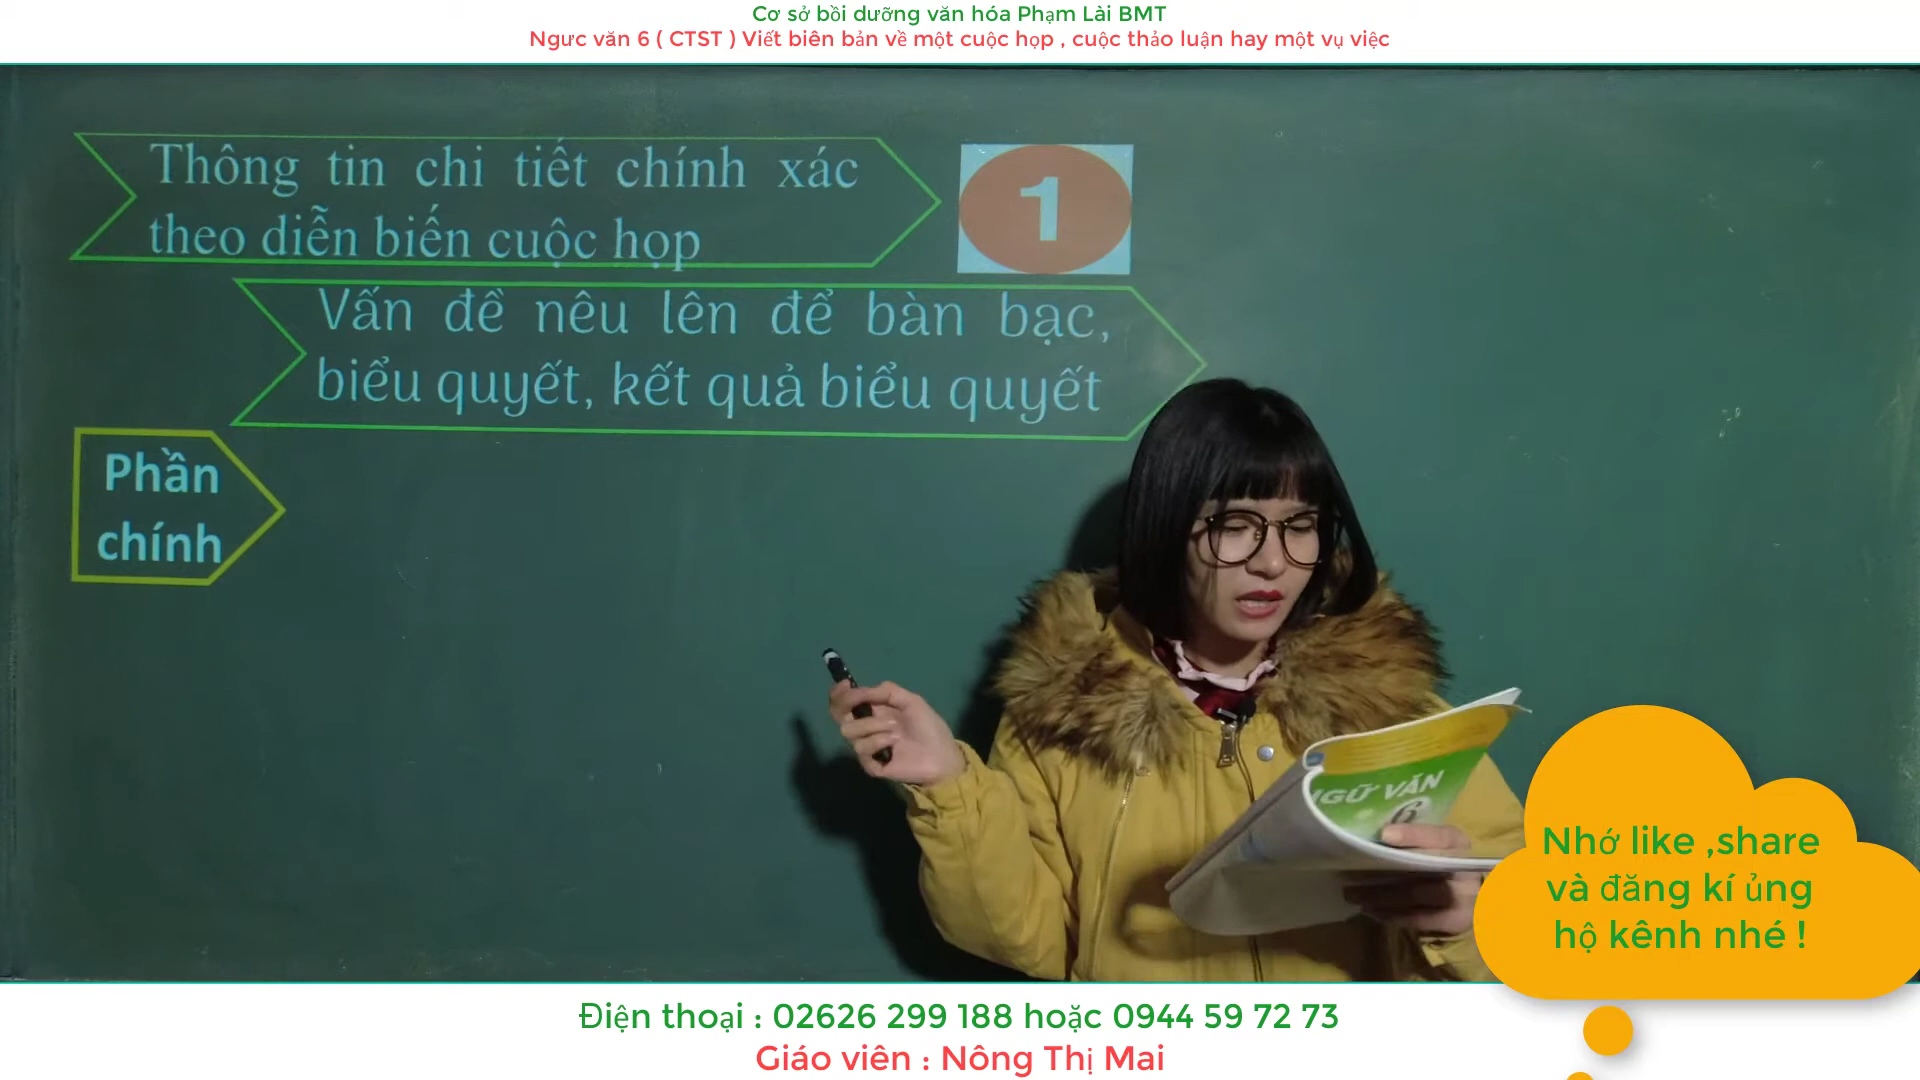 Cơ sở bồi dưỡng văn hóa Phạm Lài BMT
Ngưc văn 6 ( CTST ) Viết biên bản về một cuộc họp , cuộc thảo luận hay một vụ việc
Thông tin chi tiết chính xác
theo diễn biến cuộc họp
1
Vấn đề nêu lên để bàn bạc,
biểu quyết, kết quả biểu quyết
Phần
chính
NGỮ VĂN
6
Nhớ like ,share
và đăng kí ủng
hộ kênh nhé !
Điện thoại : 02626 299 188 hoặc 0944 59 72 73
Giáo viên : Nông Thị Mai